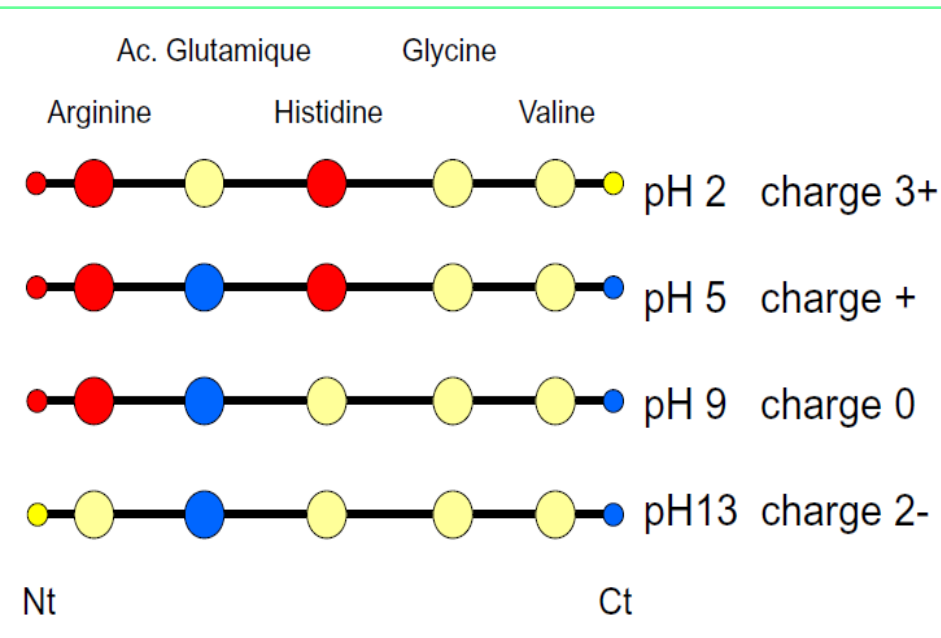 Ac. Glutamique Glycine
Arginine Histidine Valine
pH 2 charge 3+
pH 5 charge +
pH 9 charge 0
pH13 charge 2-
Nt Ct